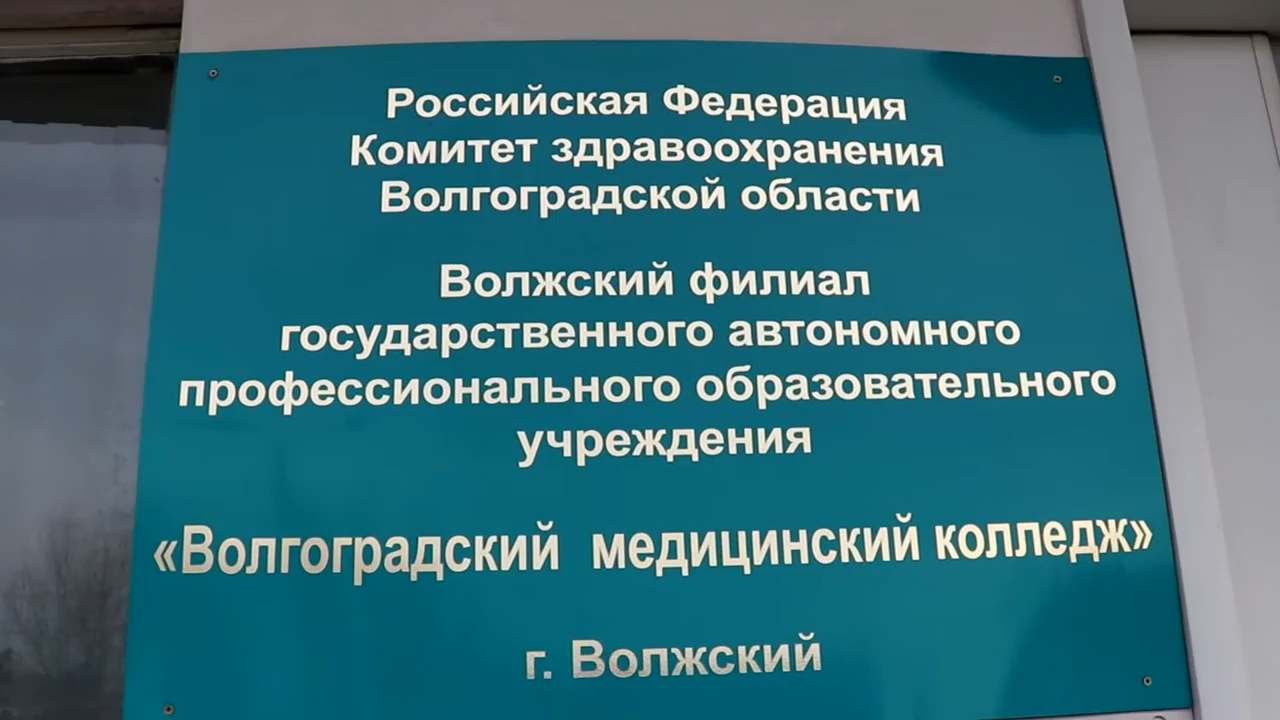 Российская Федерация
Комитет здравоохранения
Волгоградской области
Волжский филиал
государственного автономного
профессионального образовательного
учреждения
«Волгоградский медицинский колледж»
г. Волжский